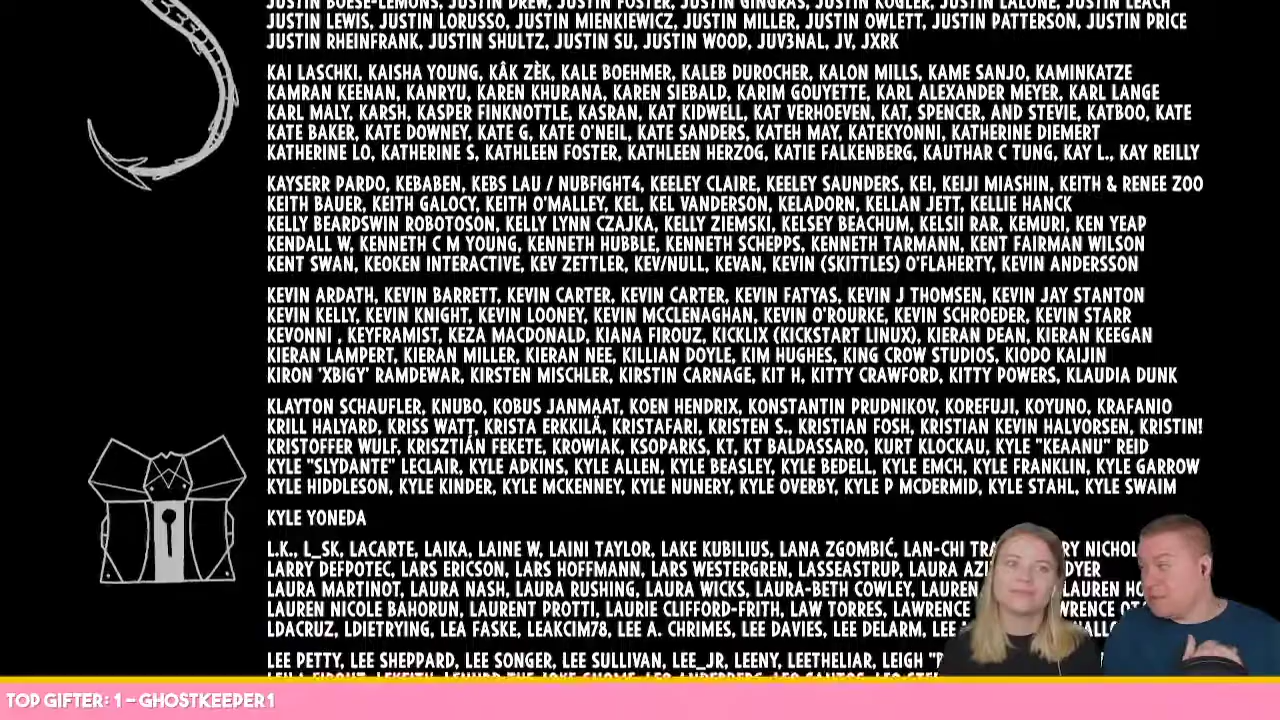 JUSTIN BOESE-LEMONS, JUSTIN DREW, JUSTIN FOSTER, JUSTIN GINGRAS, JUSTIN KOGLER, JUSTIN LALONE, JUSTIN LEACH
JUSTIN LEWIS, JUSTIN LORUSSO, JUSTIN MIENKIEWICZ, JUSTIN MILLER, JUSTIN OWLETT, JUSTIN PATTERSON, JUSTIN PRICE
JUSTIN RHEINFRANK, JUSTIN SHULTZ, JUSTIN SU, JUSTIN WOOD, JUV3NAL, JV, JXRK
KAI LASCHKI, KAISHA YOUNG, KÂK ZÈK, KALE BOEHMER, KALEB DUROCHER, KALON MILLS, KAME SANJO, KAMINKATZE
KAMRAN KEENAN, KANRYU, KAREN KHURANA, KAREN SIEBALD, KARIM GOUYETTE, KARL ALEXANDER MEYER, KARL LANGE
KARL MALY, KARSH, KASPER FINKNOTTLE, KASRAN, KAT KIDWELL, KAT VERHOEVEN, KAT, SPENCER, AND STEVIE, KATBOO, KATE
KATE BAKER, KATE DOWNEY, KATE G, KATE O'NEIL, KATE SANDERS, KATEH MAY, KATEKYONNI, KATHERINE DIEMERT
KATHERINE LO, KATHERINE S, KATHLEEN FOSTER, KATHLEEN HERZOG, KATIE FALKENBERG, KAUTHAR C TUNG, KAY L., KAY REILLY
KAYSERR PARDO, KEBABEN, KEBS LAU / NUBFIGHT4, KEELEY CLAIRE, KEELEY SAUNDERS, KEI, KEIJI MIASHIN, KEITH & RENEE ZOO
KEITH BAUER, KEITH GALOCY, KEITH O'MALLEY, KEL, KEL VANDERSON, KELADORN, KELLAN JETT, KELLIE HANCK
KELLY BEARDSWIN ROBOTOSON, KELLY LYNN CZAJKA, KELLY ZIEMSKI, KELSEY BEACHUM, KELSII RAR, KEMURI, KEN YEAP
KENDALL W, KENNETH C M YOUNG, KENNETH HUBBLE, KENNETH SCHEPPS, KENNETH TARMANN, KENT FAIRMAN WILSON
KENT SWAN, KEOKEN INTERACTIVE, KEV ZETTLER, KEV/NULL, KEVAN, KEVIN (SKITTLES) O'FLAHERTY, KEVIN ANDERSSON
KEVIN ARDATH, KEVIN BARRETT, KEVIN CARTER, KEVIN CARTER, KEVIN FATYAS, KEVIN J THOMSEN, KEVIN JAY STANTON
KEVIN KELLY, KEVIN KNIGHT, KEVIN LOONEY, KEVIN MCCLENAGHAN, KEVIN O'ROURKE, KEVIN SCHROEDER, KEVIN STARR
KEVONNI , KEYFRAMIST, KEZA MACDONALD, KIANA FIROUZ, KICKLIX (KICKSTART LINUX), KIERAN DEAN, KIERAN KEEGAN
KIERAN LAMPERT, KIERAN MILLER, KIERAN NEE, KILLIAN DOYLE, KIM HUGHES, KING CROW STUDIOS, KIODO KAIJIN
KIRON 'XBIGY' RAMDEWAR, KIRSTEN MISCHLER, KIRSTIN CARNAGE, KIT H, KITTY CRAWFORD, KITTY POWERS, KLAUDIA DUNK
KLAYTON SCHAUFLER, KNUBO, KOBUS JANMAAT, KOEN HENDRIX, KONSTANTIN PRUDNIKOV, KOREFUJI, KOYUNO, KRAFANIO
KRILL HALYARD, KRISS WATT, KRISTA ERKKILÄ, KRISTAFARI, KRISTEN S., KRISTIAN FOSH, KRISTIAN KEVIN HALVORSEN, KRISTIN!
KRISTOFFER WULF, KRISZTIÁN FEKETE, KROWIAK, KSOPARKS, KT, KT BALDASSARO, KURT KLOCKAU, KYLE "KEAANU" REID
KYLE "SLYDANTE" LECLAIR, KYLE ADKINS, KYLE ALLEN, KYLE BEASLEY, KYLE BEDELL, KYLE EMCH, KYLE FRANKLIN, KYLE GARROW
KYLE HIDDLESON, KYLE KINDER, KYLE MCKENNEY, KYLE NUNERY, KYLE OVERBY, KYLE P MCDERMID, KYLE STAHL, KYLE SWAIM
KYLE YONEDA
L.K., L_SK, LACARTE, LAIKA, LAINE W, LAINI TAYLOR, LAKE KUBILIUS, LANA ZGOMBIĆ, LAN-CHI
LARRY DEFPOTEC, LARS ERICSON, LARS HOFFMANN, LARS WESTERGREN, LASSEASTRUP, LAURA
LAURA MARTINOT, LAURA NASH, LAURA RUSHING, LAURA WICKS, LAURA-BETH COWLEY, LAUREN LAUREN
LAUREN NICOLE BAHORUN, LAURENT PROTTI, LAURIE CLIFFORD-FRITH, LAW TORRES, LAWRENCE
LDACRUZ, LDIETRYING, LEA FASKE, LEAKCIM78, LEE A. CHRIMES, LEE DAVIES, LEE DELARM, LEE
LEE PETTY, LEE SHEPPARD, LEE SONGER, LEE SULLIVAN, LEE_JR, LEENY, LEETHELIAR, LEIGH
TOP GIFTER: 1 - GHOSTKEEPER1